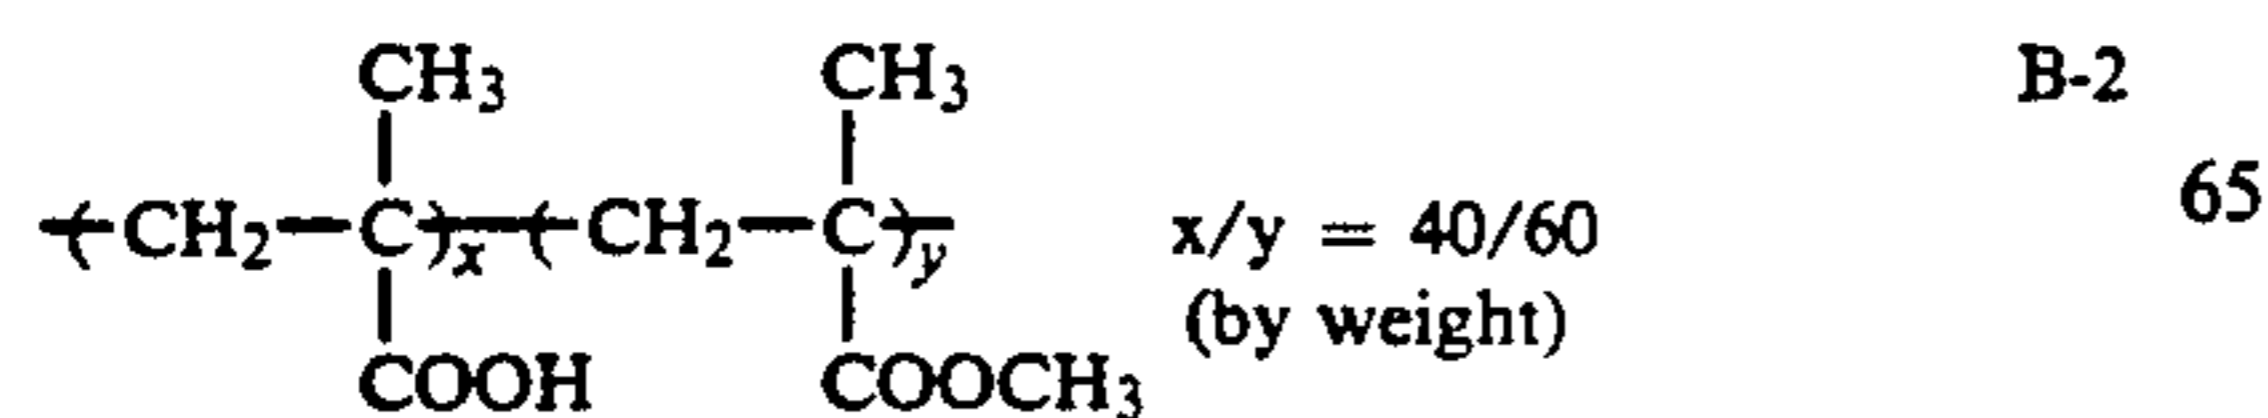 CH3 CH3 B-2
65
-(CH2-C)x-(CH2-C)y- x/y = 40/60
(by weight)
COOH COOCH3